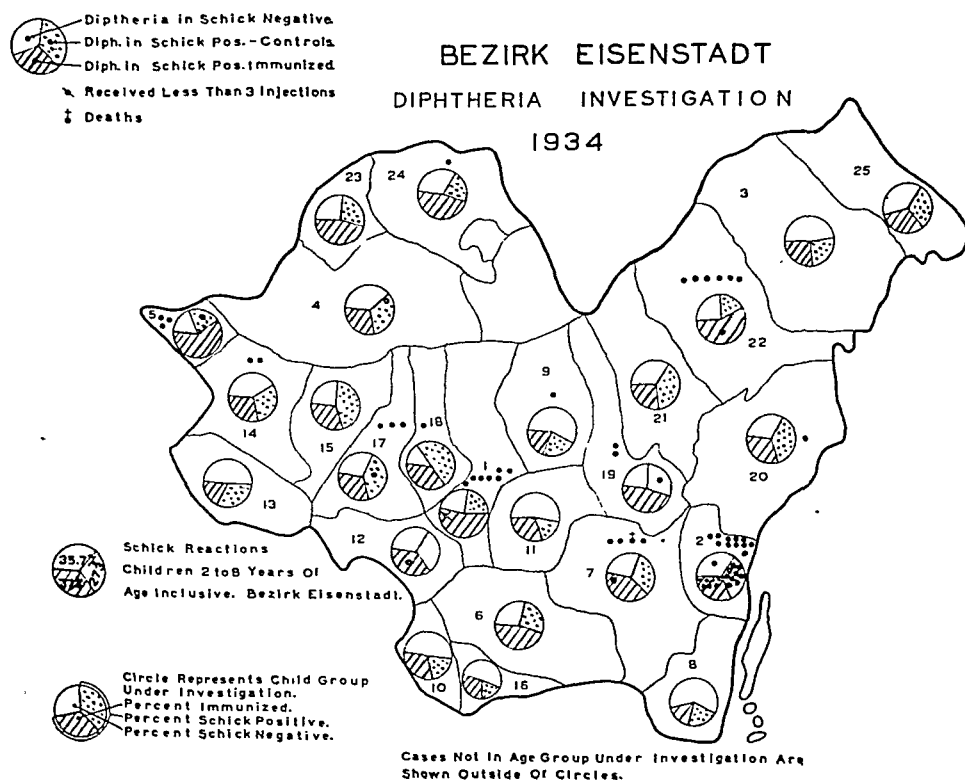 Diptheria in Schick Negative.
Diph. in Schick Pos.-Controls.
Diph. in Schick Pos. Immunized.
Received Less Than 3 Injections
Deaths
BEZIRK EISENSTADT
DIPHTHERIA INVESTIGATION
1934
23
24
3
25
4
5
22
9
21
14
15
17
18
1
19
20
13
12
11
2
7
Schick Reactions
Children 2 to 8 Years Of
Age Inclusive. Bezirk Eisenstadt.
35.7%
6
8
10
16
Circle Represents Child Group
Under Investigation.
Percent Immunized.
Percent Schick Positive.
Percent Schick Negative.
Cases Not In Age Group Under Investigation Are
Shown Outside Of Circles.